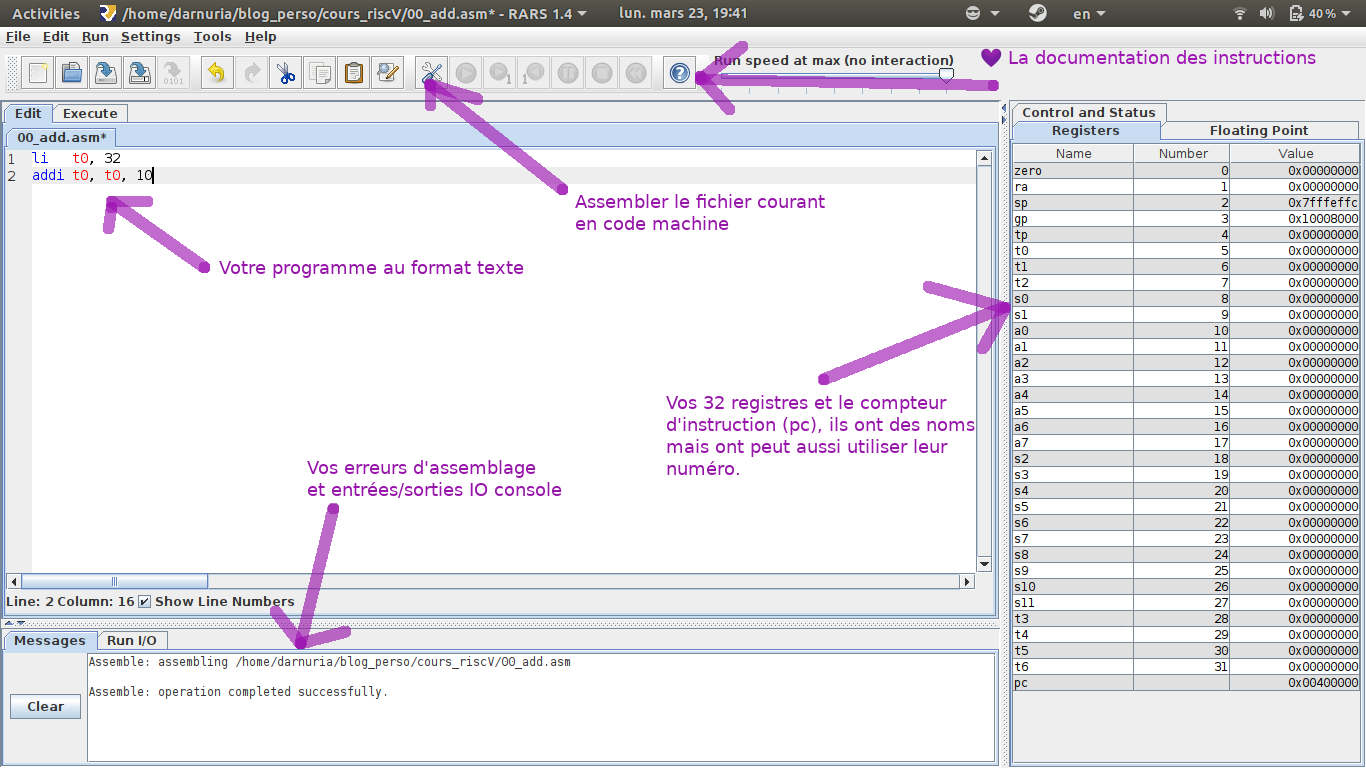 Activities /home/darnuria/blog_perso/cours_riscV/00_add.asm* - RARS 1.4 lun. mars 23, 19:41 en 40 %
File Edit Run Settings Tools Help
Run speed at max (no interaction)
La documentation des instructions
Edit Execute
00_add.asm*
1 li t0, 32
2 addi t0, t0, 10
Assembler le fichier courant
en code machine
Votre programme au format texte
Vos 32 registres et le compteur
d'instruction (pc), ils ont des noms
mais ont peut aussi utiliser leur
numéro.
Vos erreurs d'assemblage
et entrées/sorties IO console
Line: 2 Column: 16 Show Line Numbers
Messages Run I/O
Assemble: assembling /home/darnuria/blog_perso/cours_riscV/00_add.asm
Assemble: operation completed successfully.
Clear
Control and Status
Registers Floating Point
Name Number Value
zero 0 0x00000000
ra 1 0x00000000
sp 2 0x7fffeffc
gp 3 0x10008000
tp 4 0x00000000
t0 5 0x00000000
t1 6 0x00000000
t2 7 0x00000000
s0 8 0x00000000
s1 9 0x00000000
a0 10 0x00000000
a1 11 0x00000000
a2 12 0x00000000
a3 13 0x00000000
a4 14 0x00000000
a5 15 0x00000000
a6 16 0x00000000
a7 17 0x00000000
s2 18 0x00000000
s3 19 0x00000000
s4 20 0x00000000
s5 21 0x00000000
s6 22 0x00000000
s7 23 0x00000000
s8 24 0x00000000
s9 25 0x00000000
s10 26 0x00000000
s11 27 0x00000000
t3 28 0x00000000
t4 29 0x00000000
t5 30 0x00000000
t6 31 0x00000000
pc 0x00400000